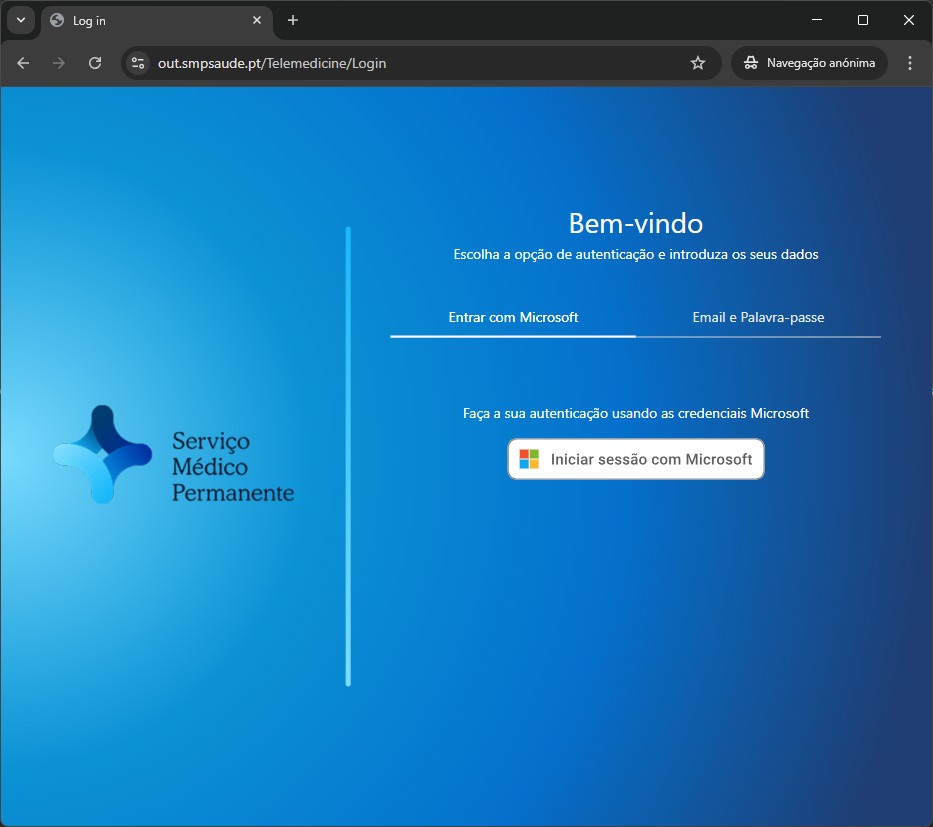 Log in
out.smpsaude.pt/Telemedicine/Login
Navegação anónima
Bem-vindo
Escolha a opção de autenticação e introduza os seus dados
Entrar com Microsoft
Email e Palavra-passe
Faça a sua autenticação usando as credenciais Microsoft
Iniciar sessão com Microsoft
Serviço
Médico
Permanente